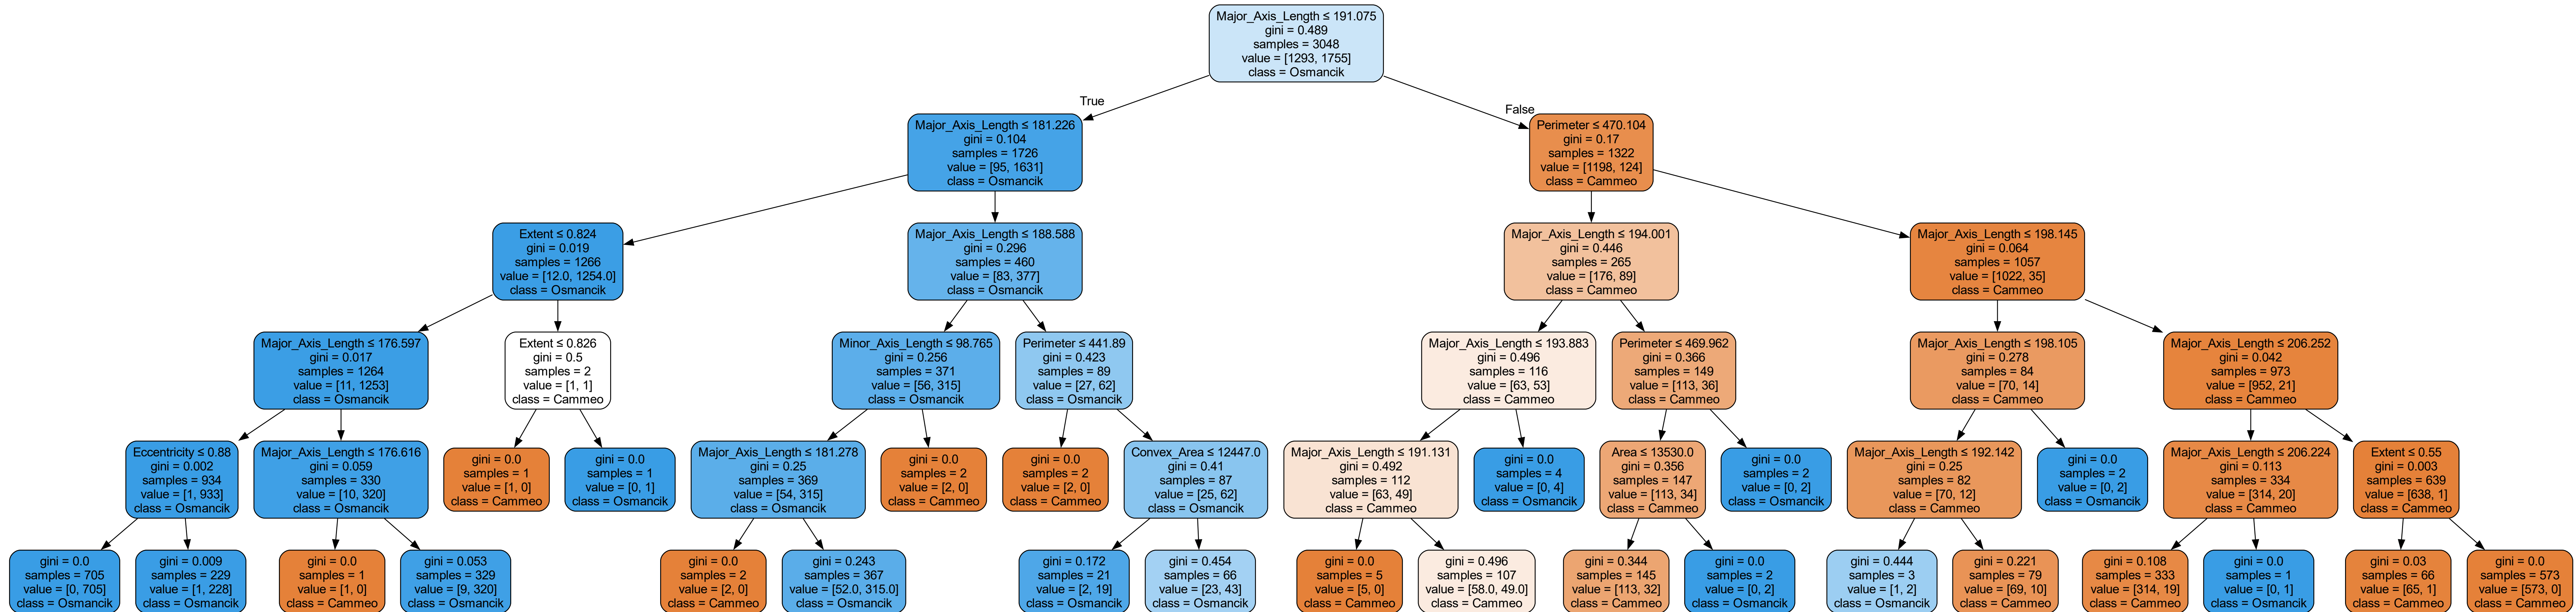 Major_Axis_Length ≤ 191.075
gini = 0.489
samples = 3048
value = [1293, 1755]
class = Osmancik
True
False
Major_Axis_Length ≤ 181.226
gini = 0.104
samples = 1726
value = [95, 1631]
class = Osmancik
Perimeter ≤ 470.104
gini = 0.17
samples = 1322
value = [1198, 124]
class = Cammeo
Extent ≤ 0.824
gini = 0.019
samples = 1266
value = [12.0, 1254.0]
class = Osmancik
Major_Axis_Length ≤ 188.588
gini = 0.296
samples = 460
value = [83, 377]
class = Osmancik
Major_Axis_Length ≤ 194.001
gini = 0.446
samples = 265
value = [176, 89]
class = Cammeo
Major_Axis_Length ≤ 198.145
gini = 0.064
samples = 1057
value = [1022, 35]
class = Cammeo
Major_Axis_Length ≤ 176.597
gini = 0.017
samples = 1264
value = [11, 1253]
class = Osmancik
Extent ≤ 0.826
gini = 0.5
samples = 2
value = [1, 1]
class = Cammeo
Minor_Axis_Length ≤ 98.765
gini = 0.256
samples = 371
value = [56, 315]
class = Osmancik
Perimeter ≤ 441.89
gini = 0.423
samples = 89
value = [27, 62]
class = Osmancik
Major_Axis_Length ≤ 193.883
gini = 0.496
samples = 116
value = [63, 53]
class = Cammeo
Perimeter ≤ 469.962
gini = 0.366
samples = 149
value = [113, 36]
class = Cammeo
Major_Axis_Length ≤ 198.105
gini = 0.278
samples = 84
value = [70, 14]
class = Cammeo
Major_Axis_Length ≤ 206.252
gini = 0.042
samples = 973
value = [952, 21]
class = Cammeo
Eccentricity ≤ 0.88
gini = 0.002
samples = 934
value = [1, 933]
class = Osmancik
Major_Axis_Length ≤ 176.616
gini = 0.059
samples = 330
value = [10, 320]
class = Osmancik
gini = 0.0
samples = 1
value = [1, 0]
class = Cammeo
gini = 0.0
samples = 1
value = [0, 1]
class = Osmancik
Major_Axis_Length ≤ 181.278
gini = 0.25
samples = 369
value = [54, 315]
class = Osmancik
gini = 0.0
samples = 2
value = [2, 0]
class = Cammeo
gini = 0.0
samples = 2
value = [2, 0]
class = Cammeo
Convex_Area ≤ 12447.0
gini = 0.41
samples = 87
value = [25, 62]
class = Osmancik
Major_Axis_Length ≤ 191.131
gini = 0.492
samples = 112
value = [63, 49]
class = Cammeo
gini = 0.0
samples = 4
value = [0, 4]
class = Osmancik
Area ≤ 13530.0
gini = 0.356
samples = 147
value = [113, 34]
class = Cammeo
gini = 0.0
samples = 2
value = [0, 2]
class = Osmancik
Major_Axis_Length ≤ 192.142
gini = 0.25
samples = 82
value = [70, 12]
class = Cammeo
gini = 0.0
samples = 2
value = [0, 2]
class = Osmancik
Major_Axis_Length ≤ 206.224
gini = 0.113
samples = 334
value = [314, 20]
class = Cammeo
Extent ≤ 0.55
gini = 0.003
samples = 639
value = [638, 1]
class = Cammeo
gini = 0.0
samples = 705
value = [0, 705]
class = Osmancik
gini = 0.009
samples = 229
value = [1, 228]
class = Osmancik
gini = 0.0
samples = 1
value = [1, 0]
class = Cammeo
gini = 0.053
samples = 329
value = [9, 320]
class = Osmancik
gini = 0.0
samples = 2
value = [2, 0]
class = Cammeo
gini = 0.243
samples = 367
value = [52.0, 315.0]
class = Osmancik
gini = 0.172
samples = 21
value = [2, 19]
class = Osmancik
gini = 0.454
samples = 66
value = [23, 43]
class = Osmancik
gini = 0.0
samples = 5
value = [5, 0]
class = Cammeo
gini = 0.496
samples = 107
value = [58.0, 49.0]
class = Cammeo
gini = 0.344
samples = 145
value = [113, 32]
class = Cammeo
gini = 0.0
samples = 2
value = [0, 2]
class = Osmancik
gini = 0.444
samples = 3
value = [1, 2]
class = Osmancik
gini = 0.221
samples = 79
value = [69, 10]
class = Cammeo
gini = 0.108
samples = 333
value = [314, 19]
class = Cammeo
gini = 0.0
samples = 1
value = [0, 1]
class = Osmancik
gini = 0.03
samples = 66
value = [65, 1]
class = Cammeo
gini = 0.0
samples = 573
value = [573, 0]
class = Cammeo